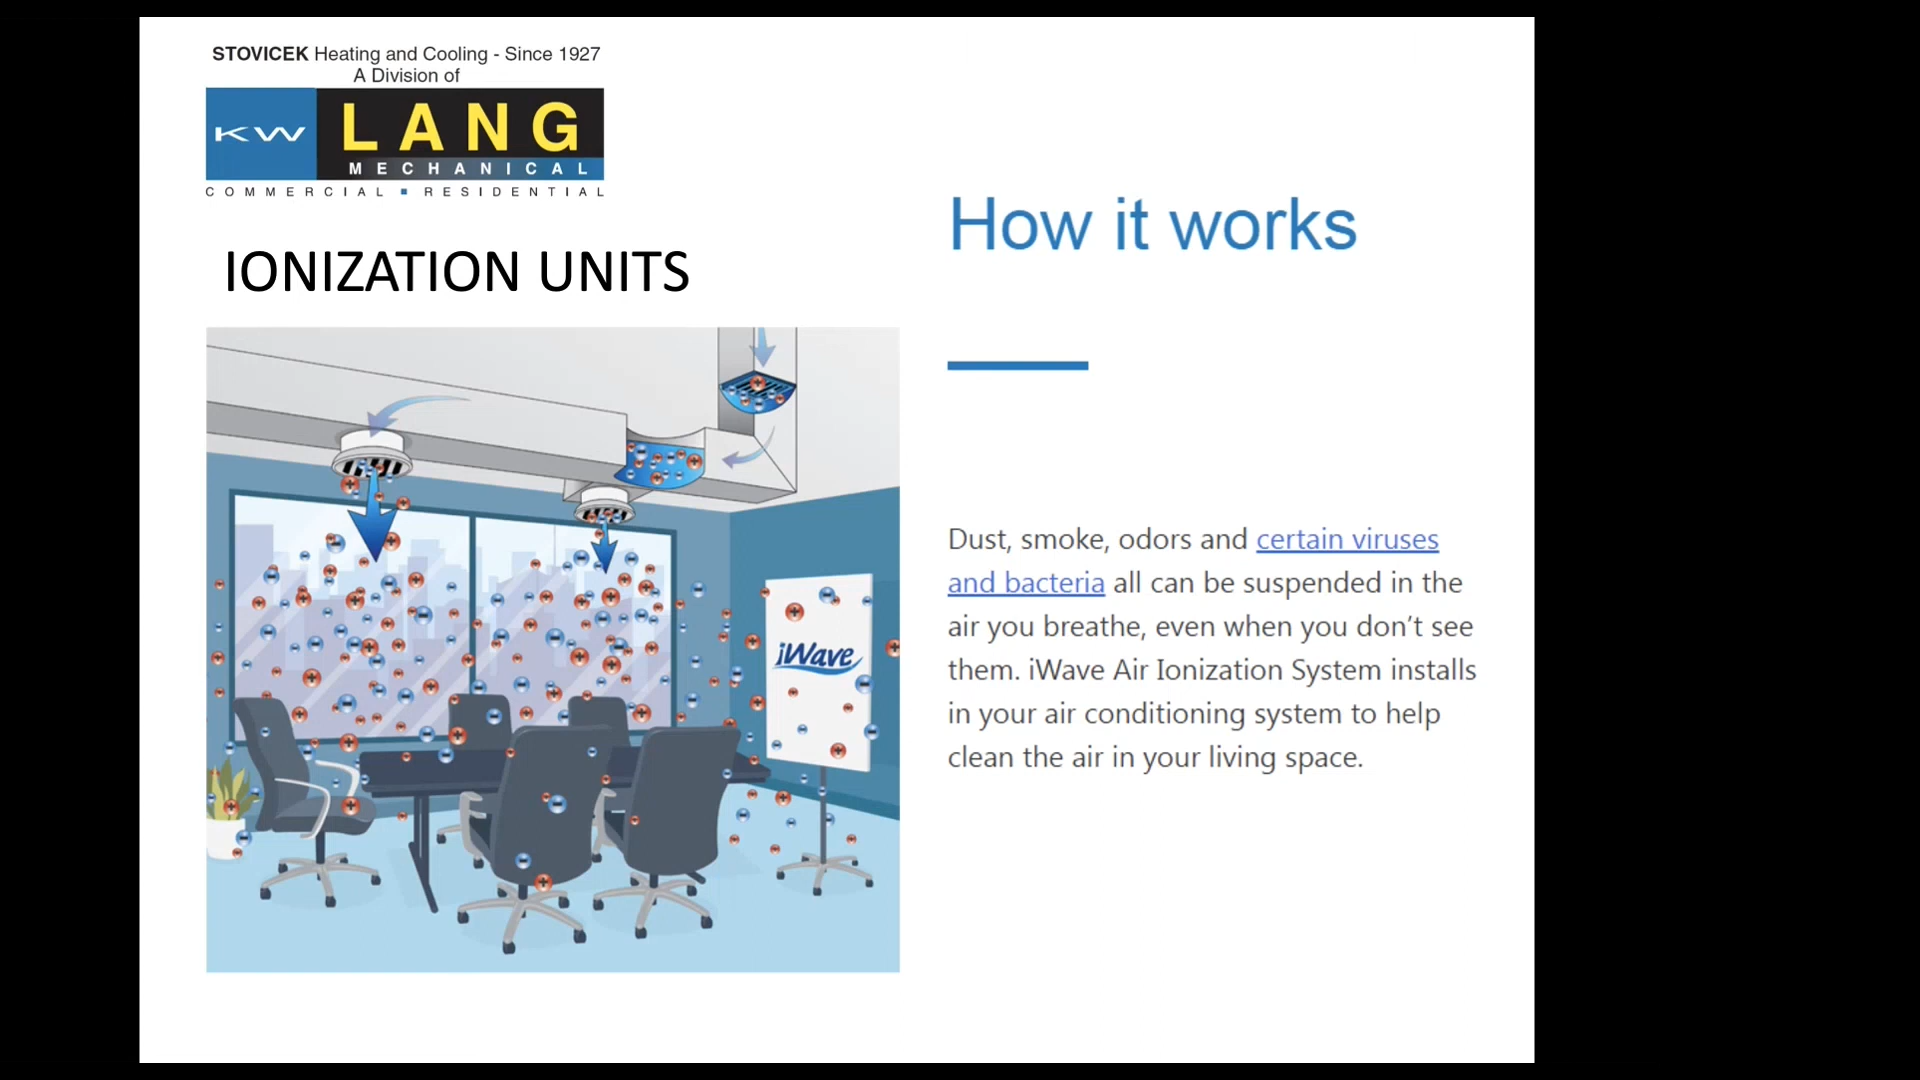 STOVICEK Heating and Cooling - Since 1927
A Division of
KW LANG
MECHANICAL
COMMERCIAL ▪ RESIDENTIAL
IONIZATION UNITS
iWave
How it works
Dust, smoke, odors and certain viruses
and bacteria all can be suspended in the
air you breathe, even when you don’t see
them. iWave Air Ionization System installs
in your air conditioning system to help
clean the air in your living space.